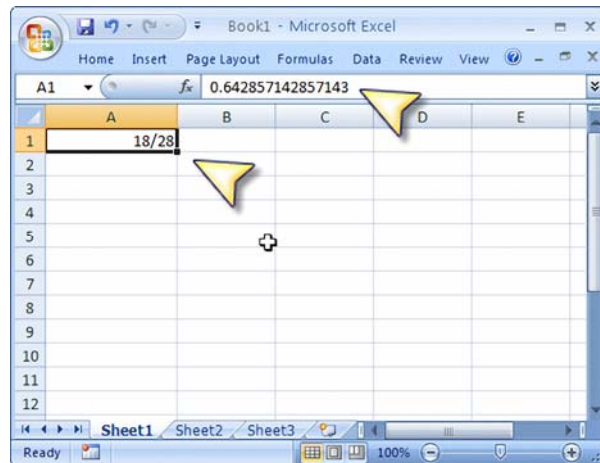 Book1 - Microsoft Excel
Home Insert Page Layout Formulas Data Review View
A1 fx 0.642857142857143
A B C D E
1 18/28
2
3
4
5
6
7
8
9
10
11
12
Sheet1 Sheet2 Sheet3
Ready 100%